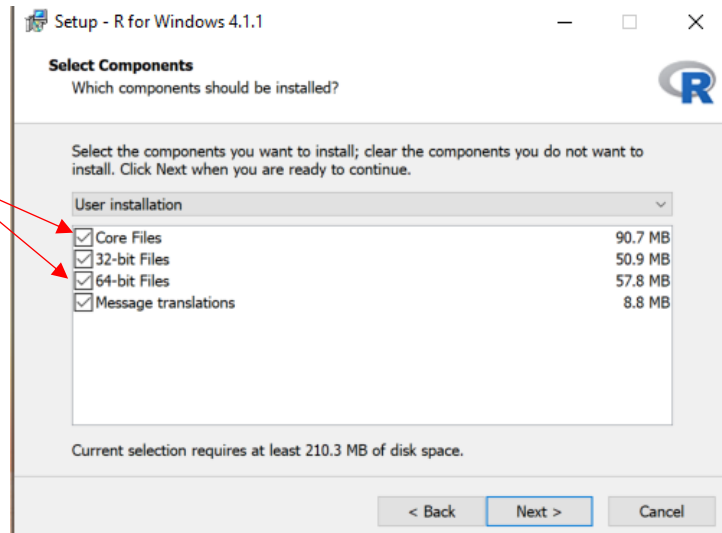 Setup - R for Windows 4.1.1
Select Components
Which components should be installed?
R
Select the components you want to install; clear the components you do not want to
install. Click Next when you are ready to continue.
User installation
Core Files 90.7 MB
32-bit Files 50.9 MB
64-bit Files 57.8 MB
Message translations 8.8 MB
Current selection requires at least 210.3 MB of disk space.
< Back Next > Cancel